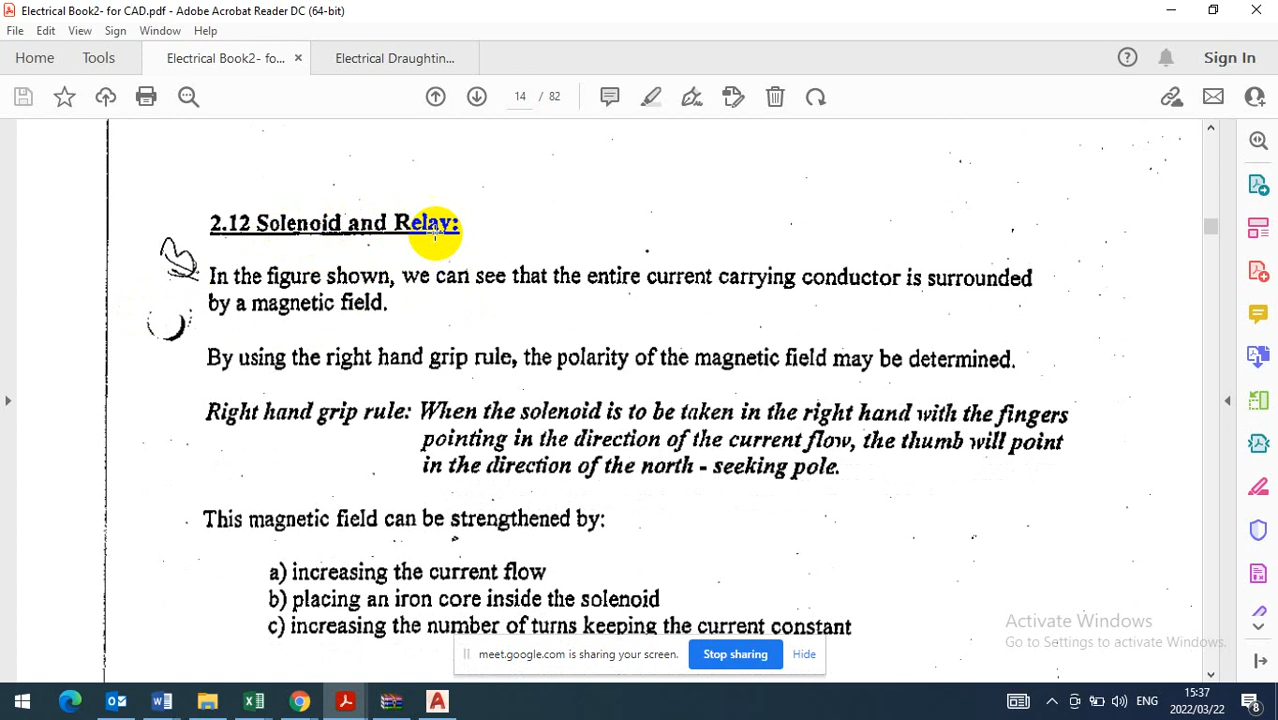 Electrical Book2- for CAD.pdf - Adobe Acrobat Reader DC (64-bit)
File Edit View Sign Window Help
Home Tools Electrical Book2- fo... × Electrical Draughtin... Sign In
14 / 82
2.12 Solenoid and Relay:
In the figure shown, we can see that the entire current carrying conductor is surrounded
by a magnetic field.
By using the right hand grip rule, the polarity of the magnetic field may be determined.
Right hand grip rule: When the solenoid is to be taken in the right hand with the fingers
pointing in the direction of the current flow, the thumb will point
in the direction of the north - seeking pole.
This magnetic field can be strengthened by:
a) increasing the current flow
b) placing an iron core inside the solenoid
c) increasing the number of turns keeping the current constant
Activate Windows
Go to Settings to activate Windows.
meet.google.com is sharing your screen. Stop sharing Hide
ENG
15:37
2022/03/22
8